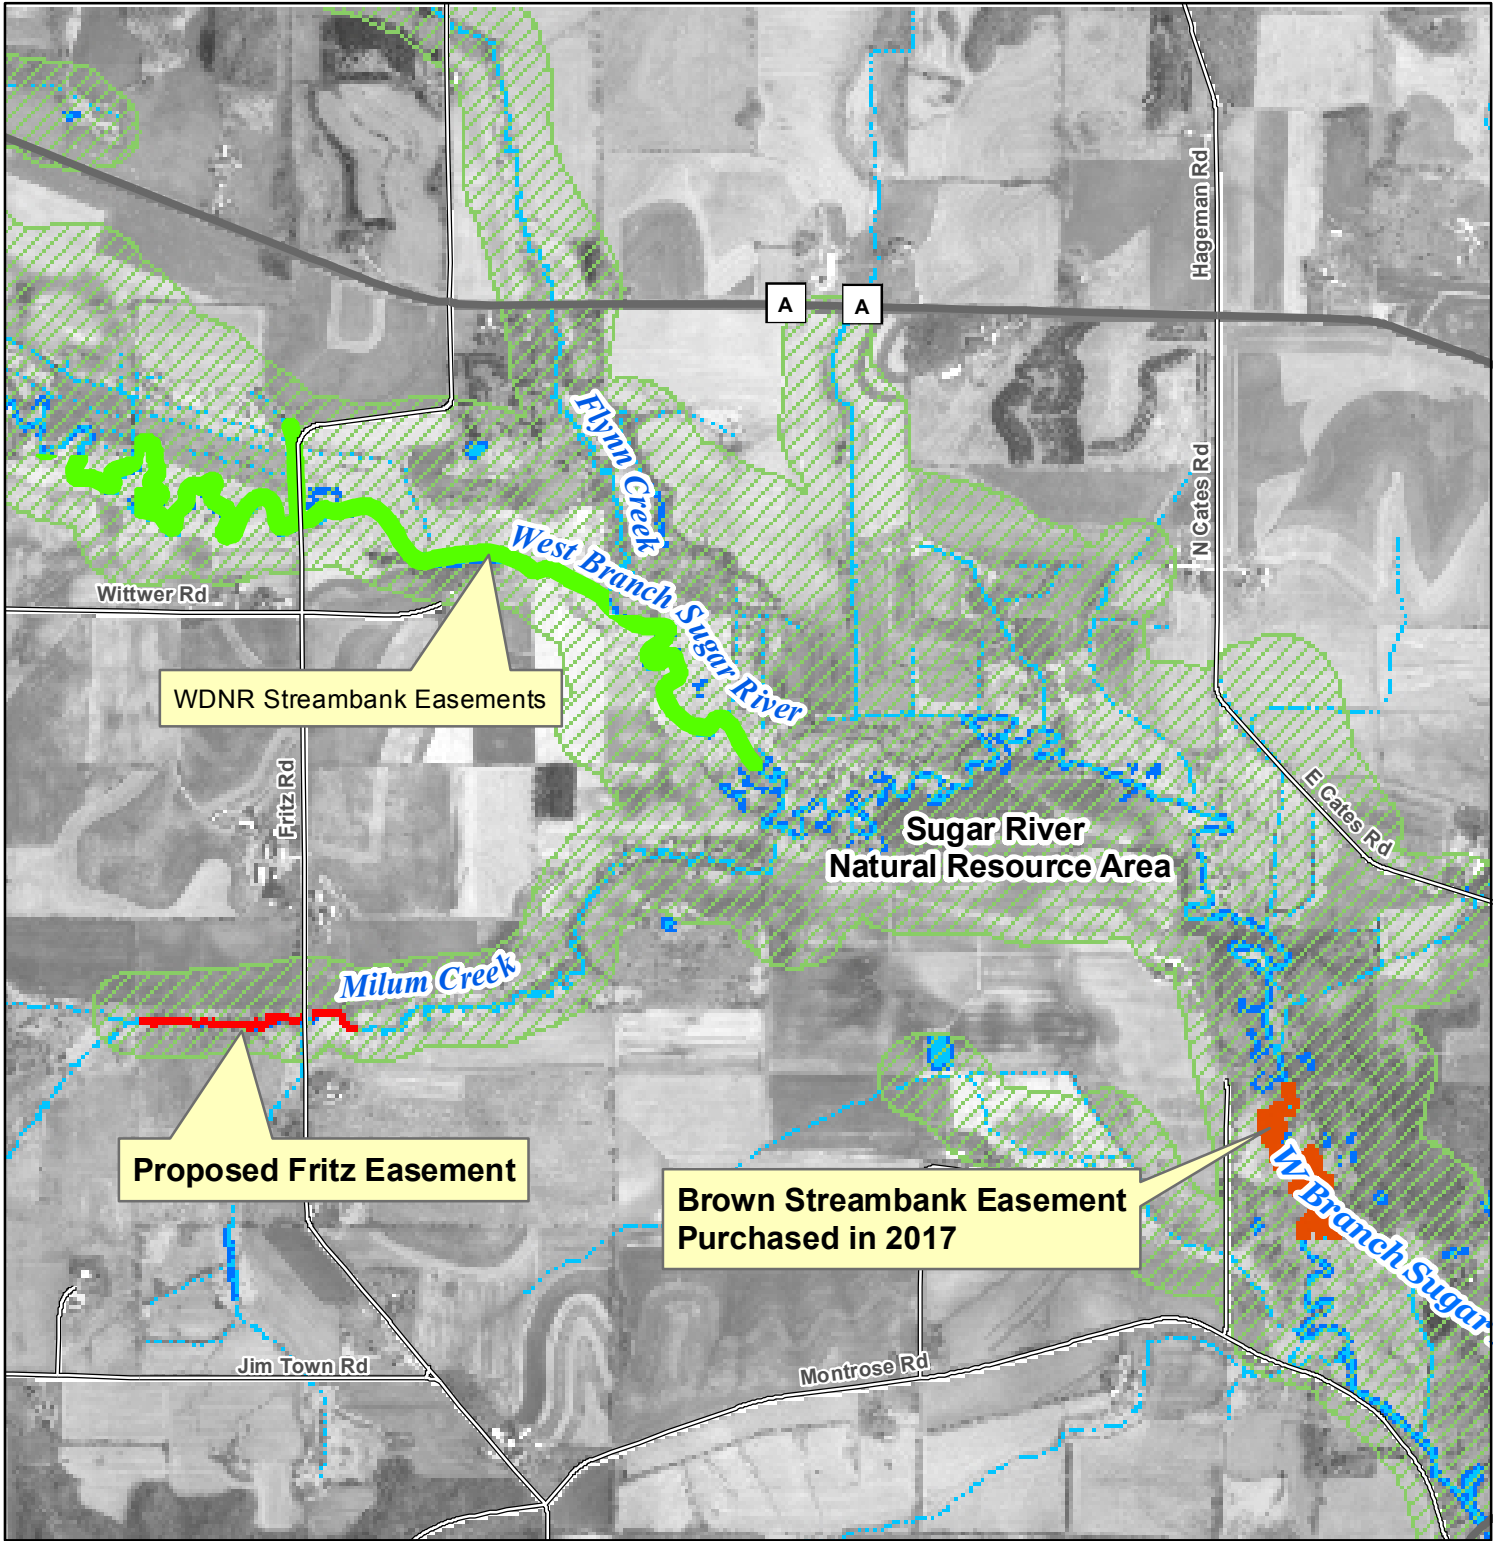 Hageman Rd
A
A
Flynn Creek
N Cates Rd
West Branch Sugar River
Wittwer Rd
WDNR Streambank Easements
Fritz Rd
E Cates Rd
Sugar River
Natural Resource Area
Milum Creek
Proposed Fritz Easement
Brown Streambank Easement
Purchased in 2017
W Branch Sugar
Jim Town Rd
Montrose Rd